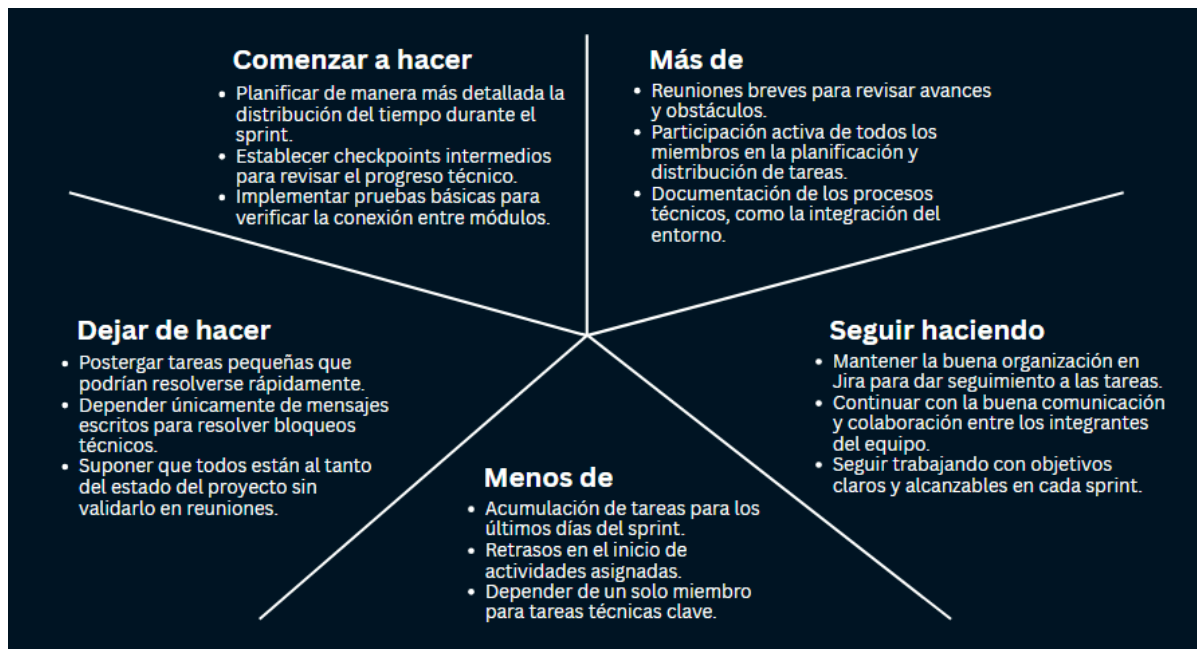 Comenzar a hacer
• Planificar de manera más detallada la
distribución del tiempo durante el
sprint.
• Establecer checkpoints intermedios
para revisar el progreso técnico.
• Implementar pruebas básicas para
verificar la conexión entre módulos.
Más de
• Reuniones breves para revisar avances
y obstáculos.
• Participación activa de todos los
miembros en la planificación y
distribución de tareas.
• Documentación de los procesos
técnicos, como la integración del
entorno.
Dejar de hacer
• Postergar tareas pequeñas que
podrían resolverse rápidamente.
• Depender únicamente de mensajes
escritos para resolver bloqueos
técnicos.
• Suponer que todos están al tanto
del estado del proyecto sin
validarlo en reuniones.
Menos de
• Acumulación de tareas para los
últimos días del sprint.
• Retrasos en el inicio de
actividades asignadas.
• Depender de un solo miembro
para tareas técnicas clave.
Seguir haciendo
• Mantener la buena organización en
Jira para dar seguimiento a las tareas.
• Continuar con la buena comunicación
y colaboración entre los integrantes
del equipo.
• Seguir trabajando con objetivos
claros y alcanzables en cada sprint.